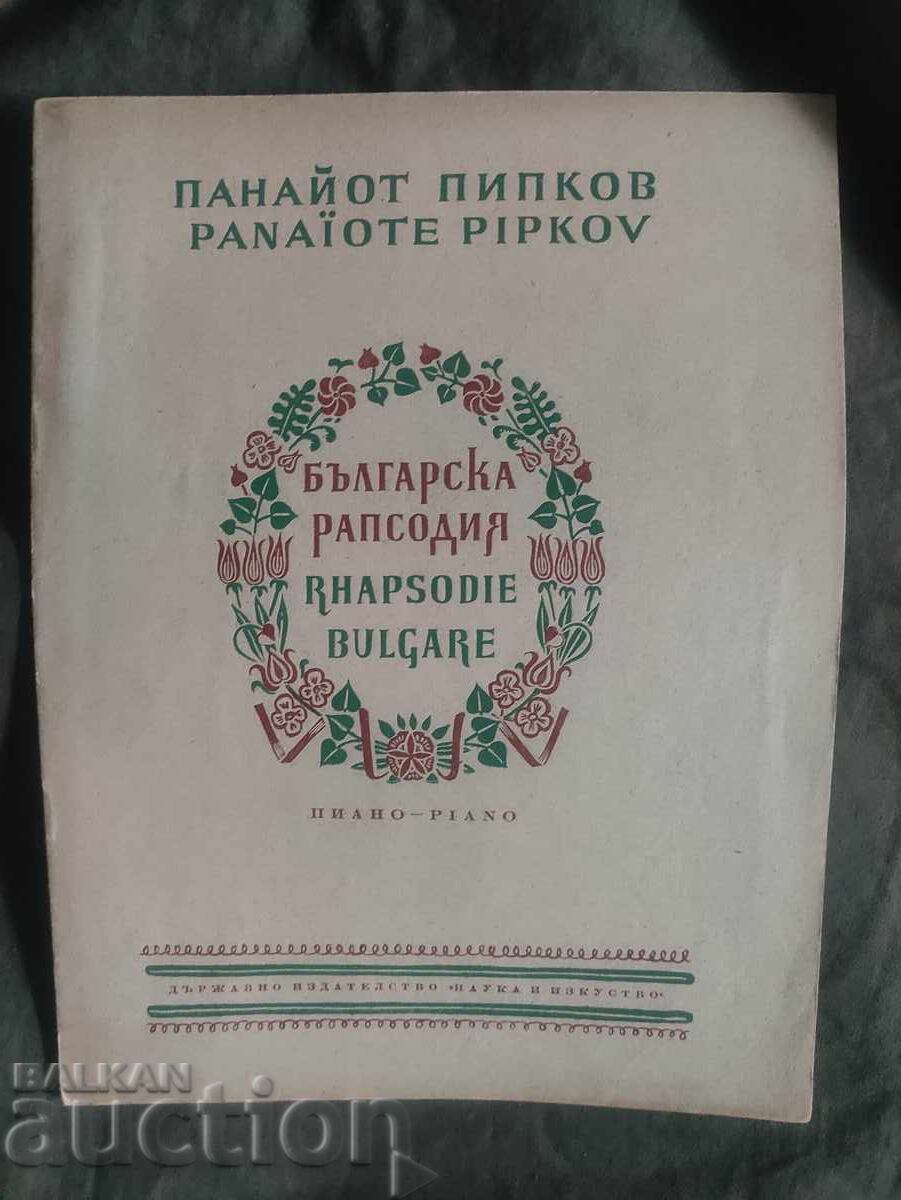 ПАНАЙОТ ПИПКОВ
PANAÏOTE PIPKOV
БЪЛГАРСКА
РАПСОДИЯ
RHAPSODIE
BULGARE
ПИАНО — PIANO
ДЪРЖАВНО ИЗДАТЕЛСТВО «НАУКА И ИЗКУСТВО«
BALKAN
auction